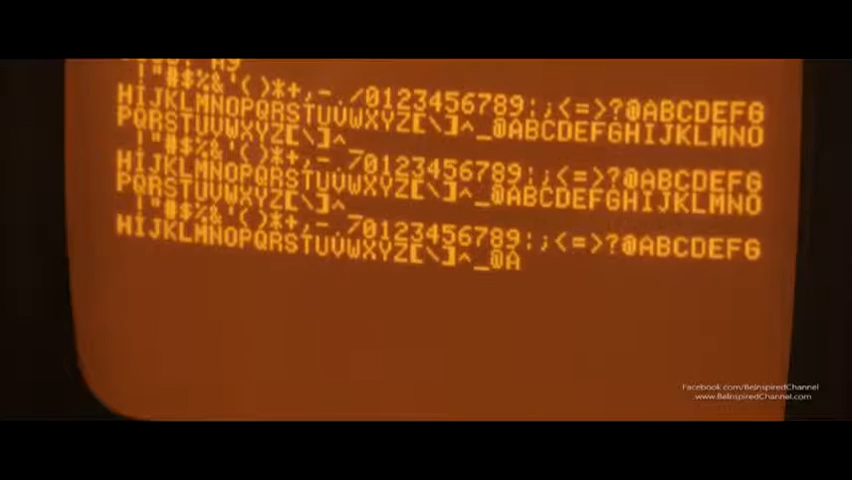 !"#$%&'()*+,-./0123456789:;<=>?@ABCDEFG
HIJKLMNOPQRSTUVWXYZ[\]^_@ABCDEFGHIJKLMNO
PQRSTUVWXYZ[\]^
!"#$%&'()*+,-./0123456789:;<=>?@ABCDEFG
HIJKLMNOPQRSTUVWXYZ[\]^_@ABCDEFGHIJKLMNO
PQRSTUVWXYZ[\]^
!"#$%&'()*+,-./0123456789:;<=>?@ABCDEFG
HIJKLMNOPQRSTUVWXYZ[\]^_@A
Facebook.com/BeInspiredChannel
www.BeInspiredChannel.com